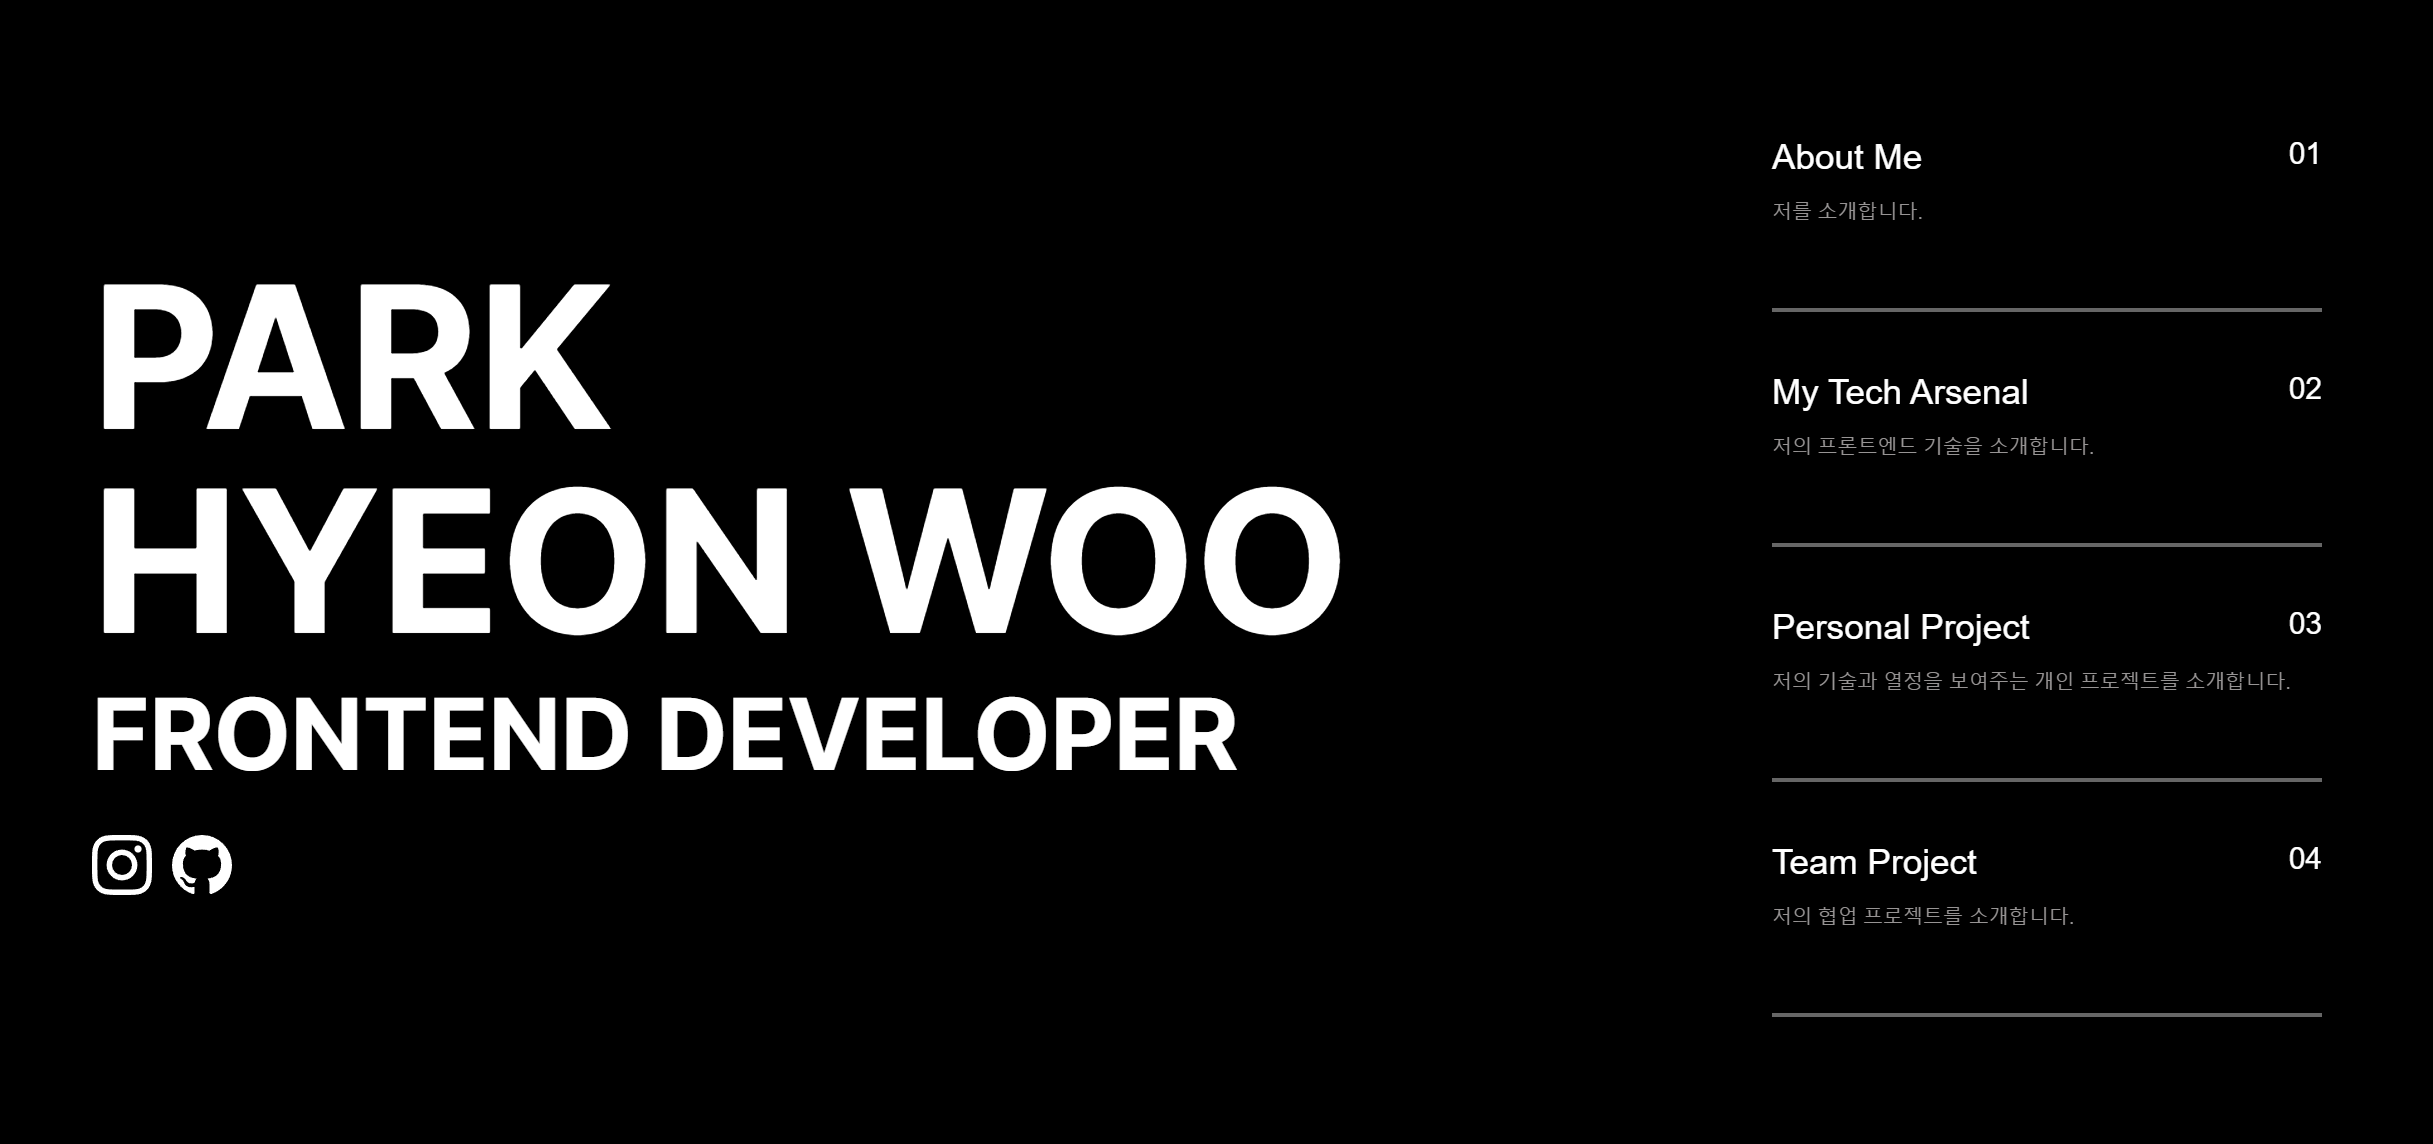 PARK
HYEON WOO
FRONTEND DEVELOPER
About Me 01
저를 소개합니다.
My Tech Arsenal 02
저의 프론트엔드 기술을 소개합니다.
Personal Project 03
저의 기술과 열정을 보여주는 개인 프로젝트를 소개합니다.
Team Project 04
저의 협업 프로젝트를 소개합니다.